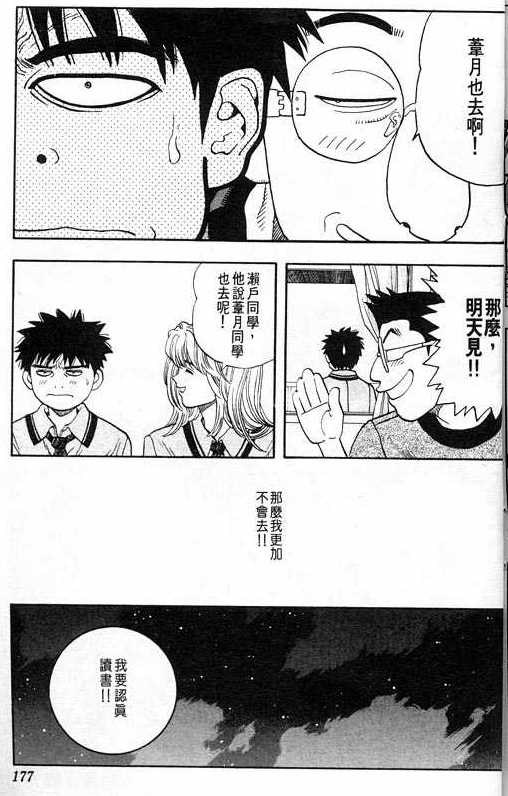 葦月也去啊！
那麼，
明天見!!
瀨戶同學，
他說葦月同學
也去呢！
那麼我更加
不會去!!
我要認真
讀書!!
177